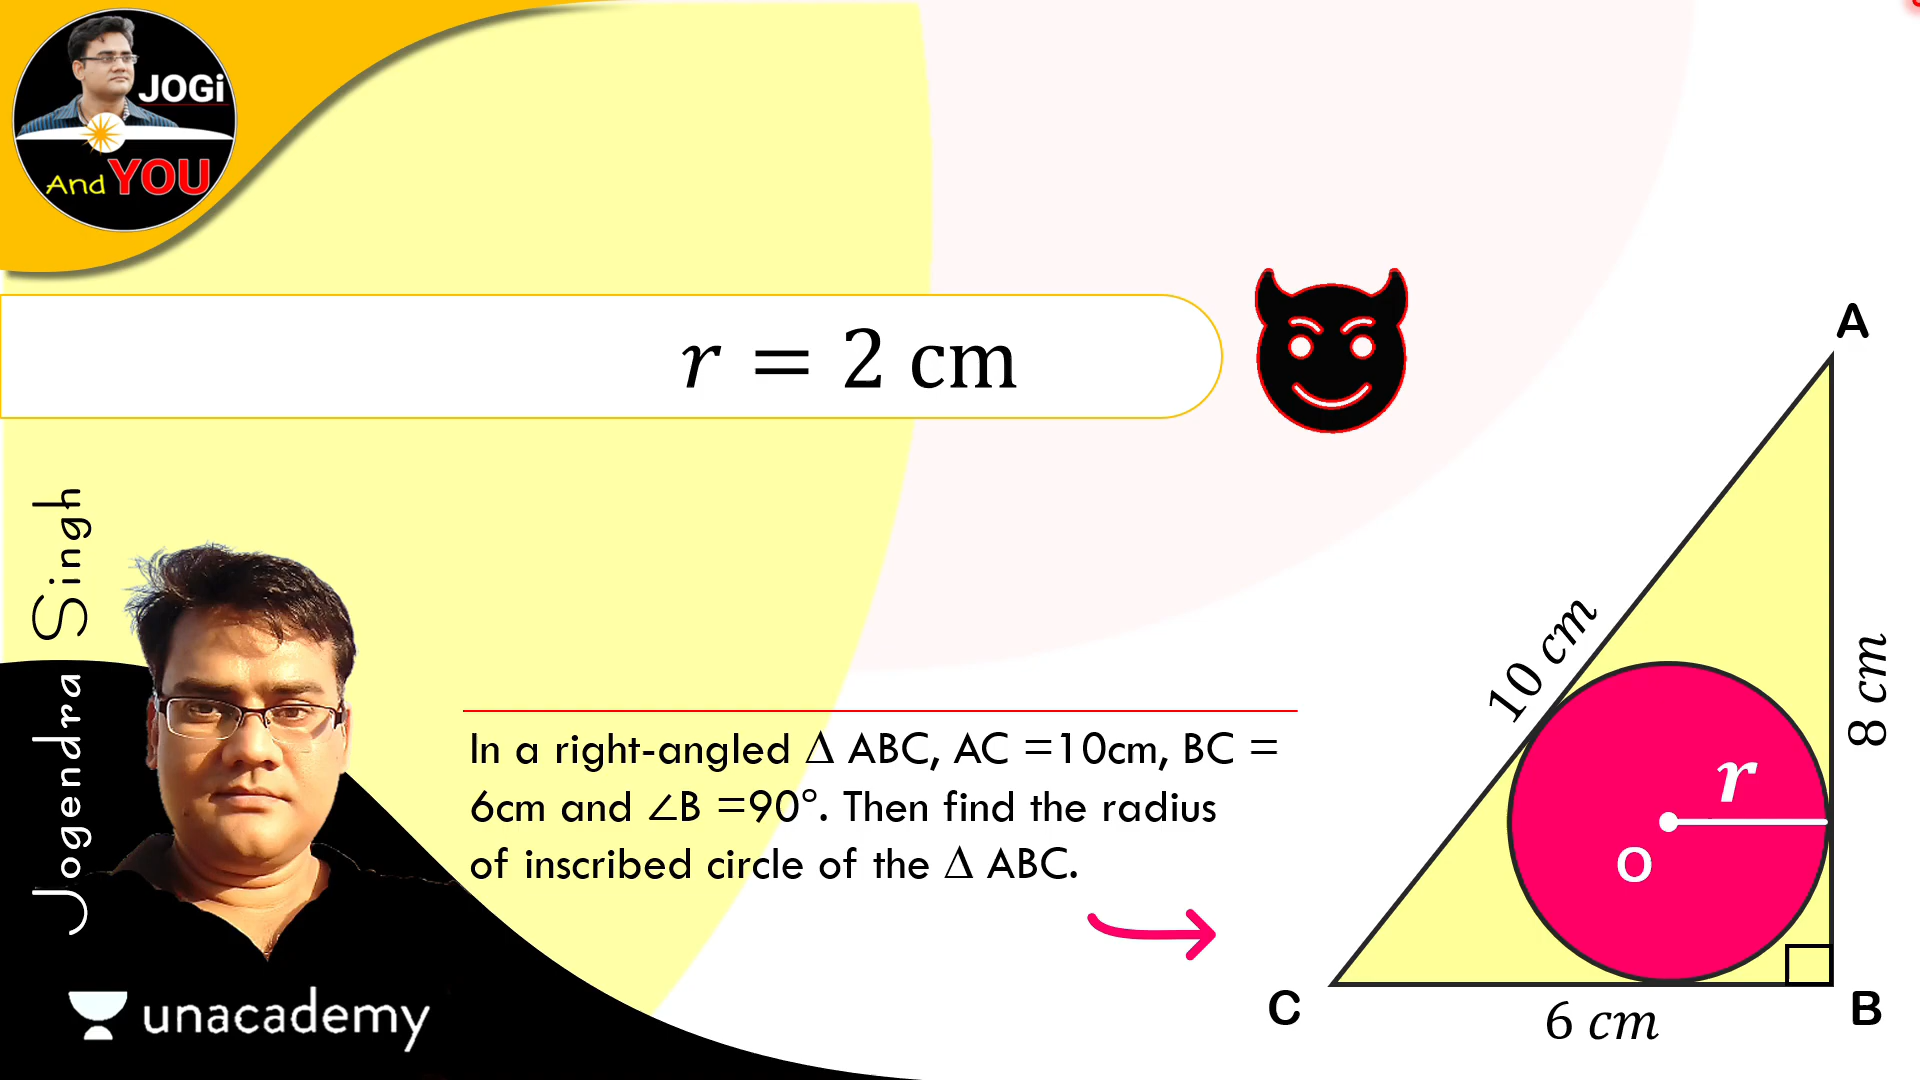 JOGi
And YOU
r = 2 cm
A
10 cm
8 cm
Jogendra Singh
In a right-angled Δ ABC, AC =10cm, BC =
6cm and ∠B =90°. Then find the radius
of inscribed circle of the Δ ABC.
r
O
C
B
6 cm
unacademy